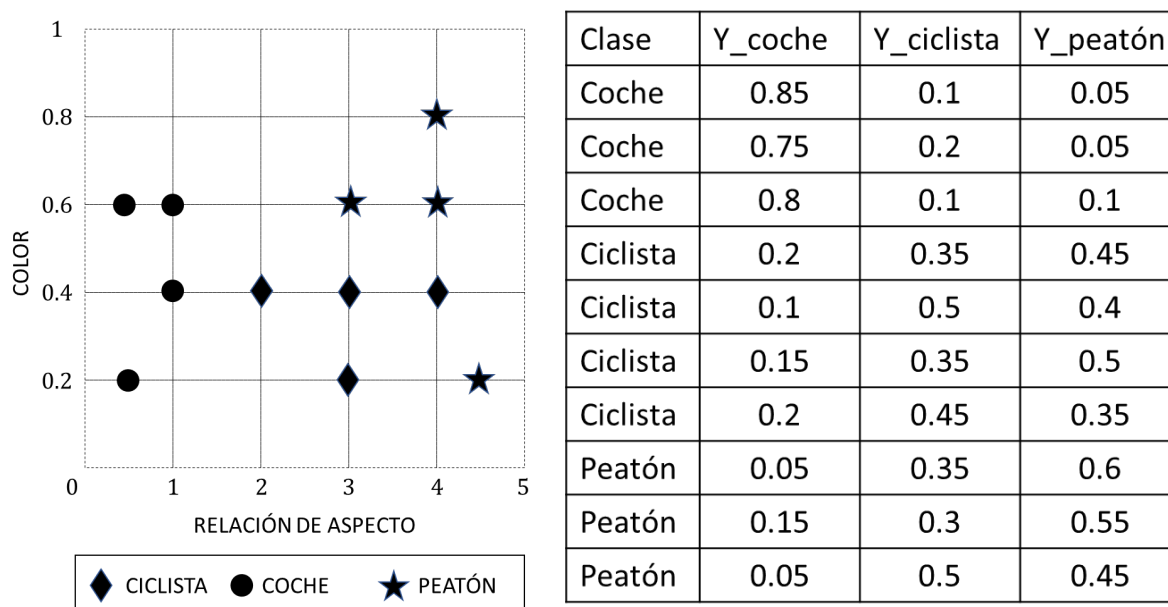 1
0.8
0.6
0.4
0.2
COLOR
0 1 2 3 4 5
RELACIÓN DE ASPECTO
CICLISTA COCHE PEATÓN
Clase Y_coche Y_ciclista Y_peatón
Coche 0.85 0.1 0.05
Coche 0.75 0.2 0.05
Coche 0.8 0.1 0.1
Ciclista 0.2 0.35 0.45
Ciclista 0.1 0.5 0.4
Ciclista 0.15 0.35 0.5
Ciclista 0.2 0.45 0.35
Peatón 0.05 0.35 0.6
Peatón 0.15 0.3 0.55
Peatón 0.05 0.5 0.45